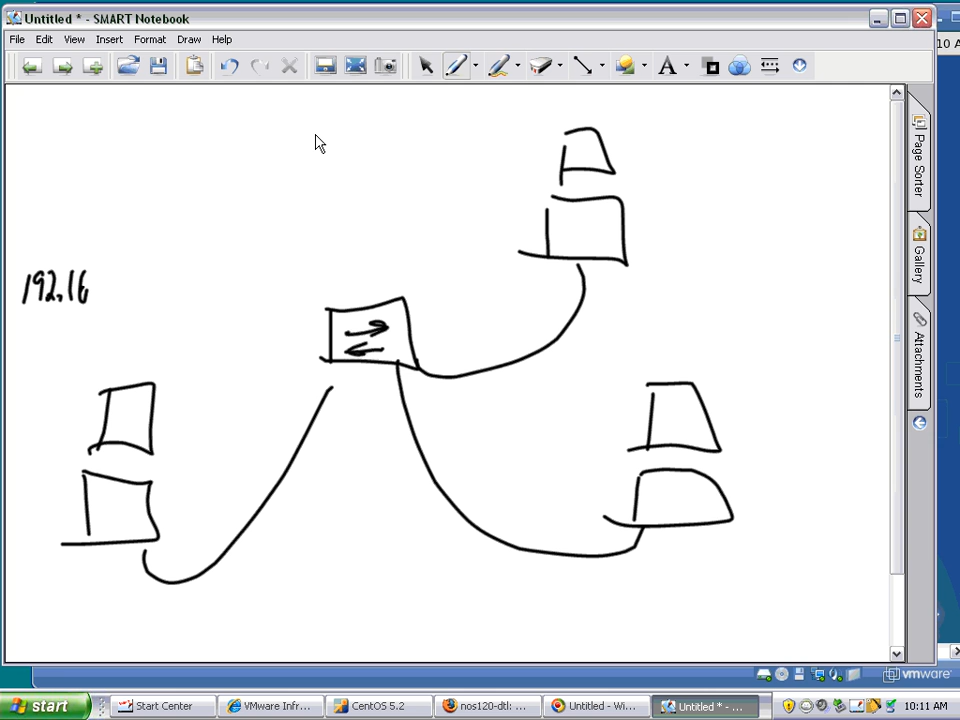 Untitled * - SMART Notebook
File Edit View Insert Format Draw Help
10 A
192.16
Page Sorter
Gallery
Attachments
vmware
start
Start Center
VMware Infr...
CentOS 5.2
nos120-dtl: ...
Untitled - Wi...
Untitled * - ...
10:11 AM